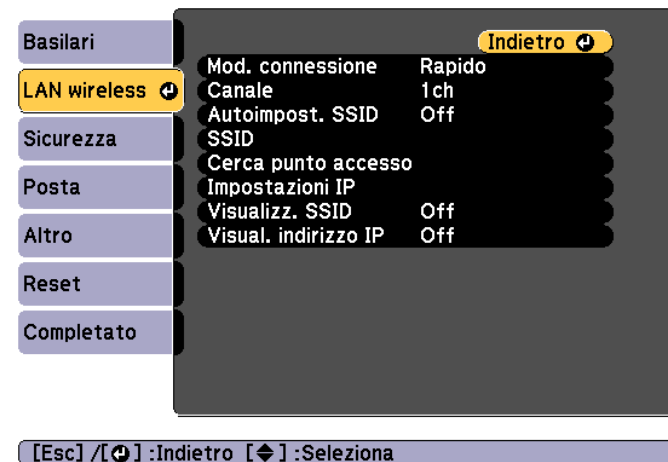 Basilari
LAN wireless
Sicurezza
Posta
Altro
Reset
Completato
Indietro
Mod. connessione Rapido
Canale 1ch
Autoimpost. SSID Off
SSID
Cerca punto accesso
Impostazioni IP
Visualizz. SSID Off
Visual. indirizzo IP Off
[Esc] /[⏎] :Indietro [◆] :Seleziona